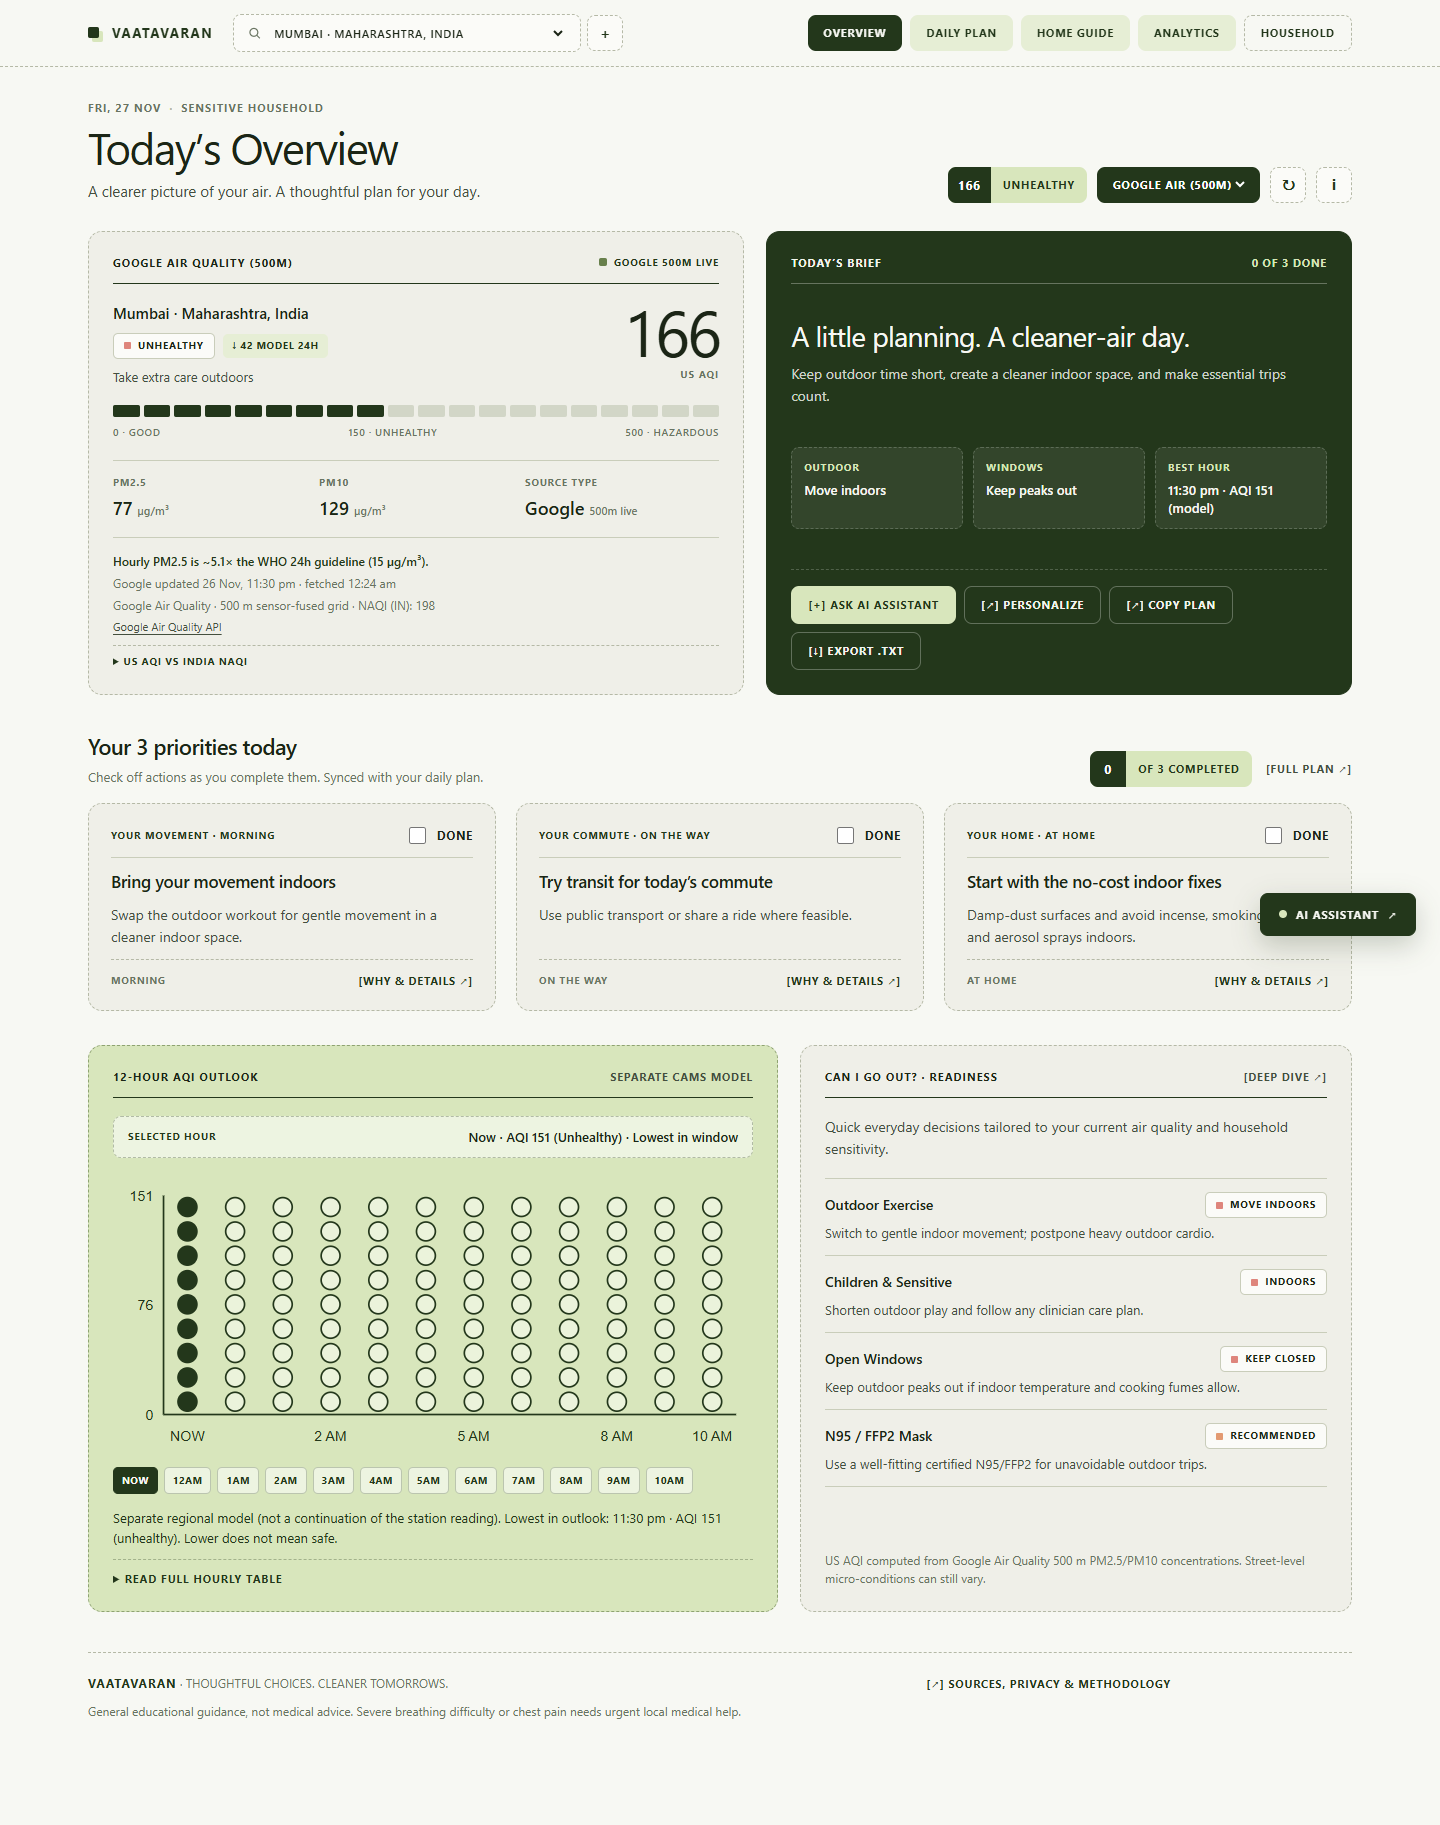 VAATAVARAN
MUMBAI · MAHARASHTRA, INDIA
+
OVERVIEW
DAILY PLAN
HOME GUIDE
ANALYTICS
HOUSEHOLD
FRI, 27 NOV · SENSITIVE HOUSEHOLD
Today's Overview
A clearer picture of your air. A thoughtful plan for your day.
166 UNHEALTHY
GOOGLE AIR (500M)
↻
i
GOOGLE AIR QUALITY (500M)
GOOGLE 500M LIVE
Mumbai · Maharashtra, India
166
US AQI
UNHEALTHY
↓ 42 MODEL 24H
Take extra care outdoors
0 · GOOD
150 · UNHEALTHY
500 · HAZARDOUS
PM2.5
77 µg/m³
PM10
129 µg/m³
SOURCE TYPE
Google 500m live
Hourly PM2.5 is ~5.1× the WHO 24h guideline (15 µg/m³).
Google updated 26 Nov, 11:30 pm · fetched 12:24 am
Google Air Quality · 500 m sensor-fused grid · NAQI (IN): 198
Google Air Quality API
▶ US AQI VS INDIA NAQI
TODAY'S BRIEF
0 OF 3 DONE
A little planning. A cleaner-air day.
Keep outdoor time short, create a cleaner indoor space, and make essential trips
count.
OUTDOOR
Move indoors
WINDOWS
Keep peaks out
BEST HOUR
11:30 pm · AQI 151
(model)
[+] ASK AI ASSISTANT
[↗] PERSONALIZE
[↗] COPY PLAN
[↓] EXPORT .TXT
Your 3 priorities today
Check off actions as you complete them. Synced with your daily plan.
0 OF 3 COMPLETED
[FULL PLAN ↗]
YOUR MOVEMENT · MORNING
DONE
Bring your movement indoors
Swap the outdoor workout for gentle movement in a
cleaner indoor space.
MORNING
[WHY & DETAILS ↗]
YOUR COMMUTE · ON THE WAY
DONE
Try transit for today's commute
Use public transport or share a ride where feasible.
ON THE WAY
[WHY & DETAILS ↗]
YOUR HOME · AT HOME
DONE
Start with the no-cost indoor fixes
Damp-dust surfaces and avoid incense, smoking
and aerosol sprays indoors.
AT HOME
[WHY & DETAILS ↗]
AI ASSISTANT ↗
12-HOUR AQI OUTLOOK
SEPARATE CAMS MODEL
SELECTED HOUR
Now · AQI 151 (Unhealthy) · Lowest in window
151
76
0
NOW
2 AM
5 AM
8 AM
10 AM
NOW
12AM
1AM
2AM
3AM
4AM
5AM
6AM
7AM
8AM
9AM
10AM
Separate regional model (not a continuation of the station reading). Lowest in outlook: 11:30 pm · AQI 151
(unhealthy). Lower does not mean safe.
▶ READ FULL HOURLY TABLE
CAN I GO OUT? · READINESS
[DEEP DIVE ↗]
Quick everyday decisions tailored to your current air quality and household
sensitivity.
Outdoor Exercise
MOVE INDOORS
Switch to gentle indoor movement; postpone heavy outdoor cardio.
Children & Sensitive
INDOORS
Shorten outdoor play and follow any clinician care plan.
Open Windows
KEEP CLOSED
Keep outdoor peaks out if indoor temperature and cooking fumes allow.
N95 / FFP2 Mask
RECOMMENDED
Use a well-fitting certified N95/FFP2 for unavoidable outdoor trips.
US AQI computed from Google Air Quality 500 m PM2.5/PM10 concentrations. Street-level
micro-conditions can still vary.
VAATAVARAN · THOUGHTFUL CHOICES. CLEANER TOMORROWS.
[↗] SOURCES, PRIVACY & METHODOLOGY
General educational guidance, not medical advice. Severe breathing difficulty or chest pain needs urgent local medical help.